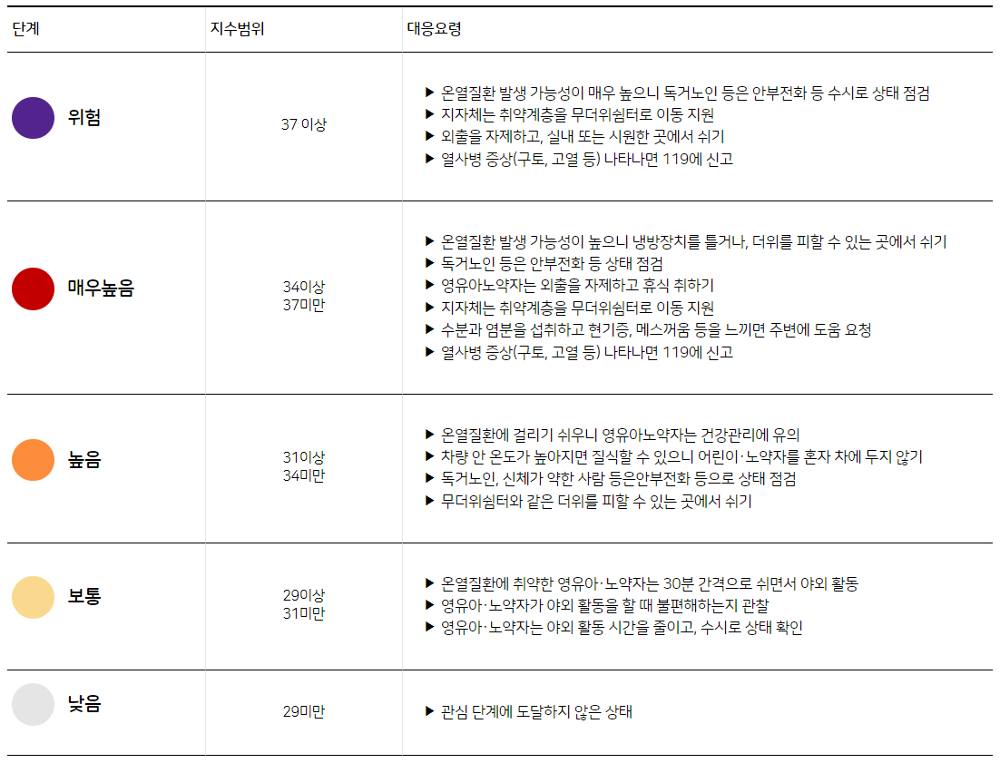 단계 지수범위 대응요령
위험
37 이상
▶ 온열질환 발생 가능성이 매우 높으니 독거노인 등은 안부전화 등 수시로 상태 점검
▶ 지자체는 취약계층을 무더위쉼터로 이동 지원
▶ 외출을 자제하고, 실내 또는 시원한 곳에서 쉬기
▶ 열사병 증상(구토, 고열 등) 나타나면 119에 신고
매우높음
34이상
37미만
▶ 온열질환 발생 가능성이 높으니 냉방장치를 틀거나, 더위를 피할 수 있는 곳에서 쉬기
▶ 독거노인 등은 안부전화 등 상태 점검
▶ 영유아노약자는 외출을 자제하고 휴식 취하기
▶ 지자체는 취약계층을 무더위쉼터로 이동 지원
▶ 수분과 염분을 섭취하고 현기증, 메스꺼움 등을 느끼면 주변에 도움 요청
▶ 열사병 증상(구토, 고열 등) 나타나면 119에 신고
높음
31이상
34미만
▶ 온열질환에 걸리기 쉬우니 영유아노약자는 건강관리에 유의
▶ 차량 안 온도가 높아지면 질식할 수 있으니 어린이·노약자를 혼자 차에 두지 않기
▶ 독거노인, 신체가 약한 사람 등은안부전화 등으로 상태 점검
▶ 무더위쉼터와 같은 더위를 피할 수 있는 곳에서 쉬기
보통
29이상
31미만
▶ 온열질환에 취약한 영유아·노약자는 30분 간격으로 쉬면서 야외 활동
▶ 영유아·노약자가 야외 활동을 할 때 불편해하는지 관찰
▶ 영유아·노약자는 야외 활동 시간을 줄이고, 수시로 상태 확인
낮음
29미만
▶ 관심 단계에 도달하지 않은 상태